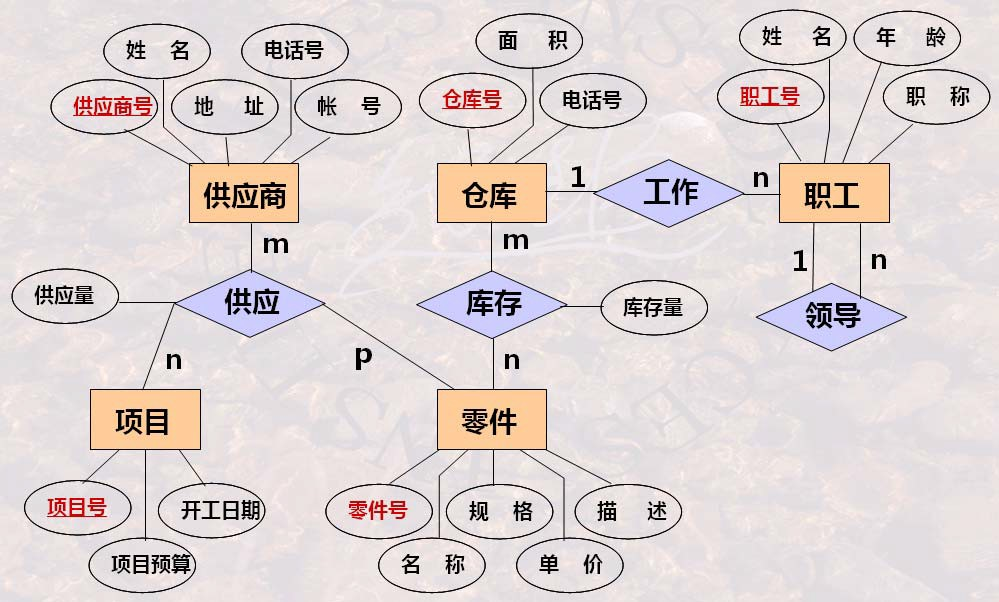 姓 名
电话号
供应商号
地 址
帐 号
供应商
面 积
仓库号
电话号
仓库
姓 名
年 龄
职工号
职 称
职工
1
工作
n
m
m
1
n
供应量
供应
库存
库存量
领导
n
p
n
项目
零件
项目号
开工日期
项目预算
零件号
规 格
描 述
名 称
单 价